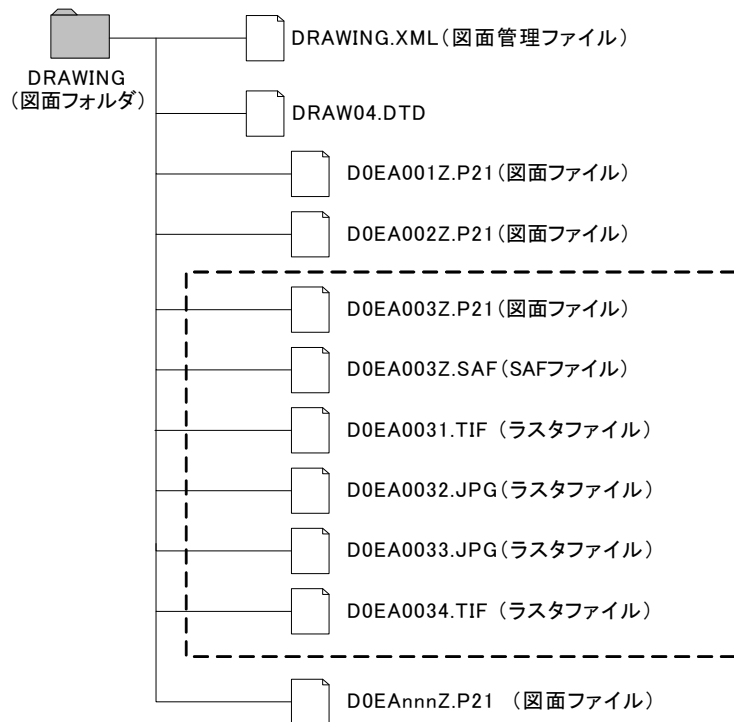 DRAWING
（図面フォルダ）
DRAWING.XML（図面管理ファイル）
DRAW04.DTD
D0EA001Z.P21（図面ファイル）
D0EA002Z.P21（図面ファイル）
D0EA003Z.P21（図面ファイル）
D0EA003Z.SAF（SAFファイル）
D0EA0031.TIF （ラスタファイル）
D0EA0032.JPG（ラスタファイル）
D0EA0033.JPG（ラスタファイル）
D0EA0034.TIF （ラスタファイル）
D0EAnnnZ.P21 （図面ファイル）